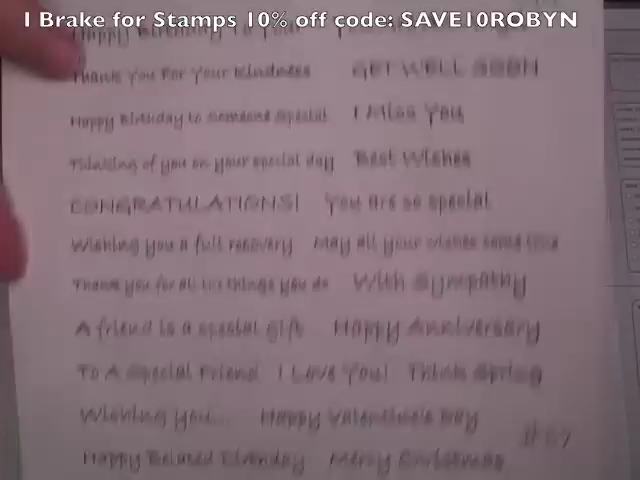 I Brake for Stamps 10% off code: SAVE10ROBYN
Happy Birthday To You!
Thank You For Your Kindness GET WELL SOON
Happy Birthday to Someone Special I Miss You
Thinking of you on your special day Best Wishes
CONGRATULATIONS! You are so special
Wishing you a full recovery May all your wishes come true
Thank you for all the things you do With Sympathy
A friend is a special gift Happy Anniversary
To A Special Friend I Love You! Think Spring
Wishing you... Happy Valentine's Day
Happy Belated Birthday Merry Christmas